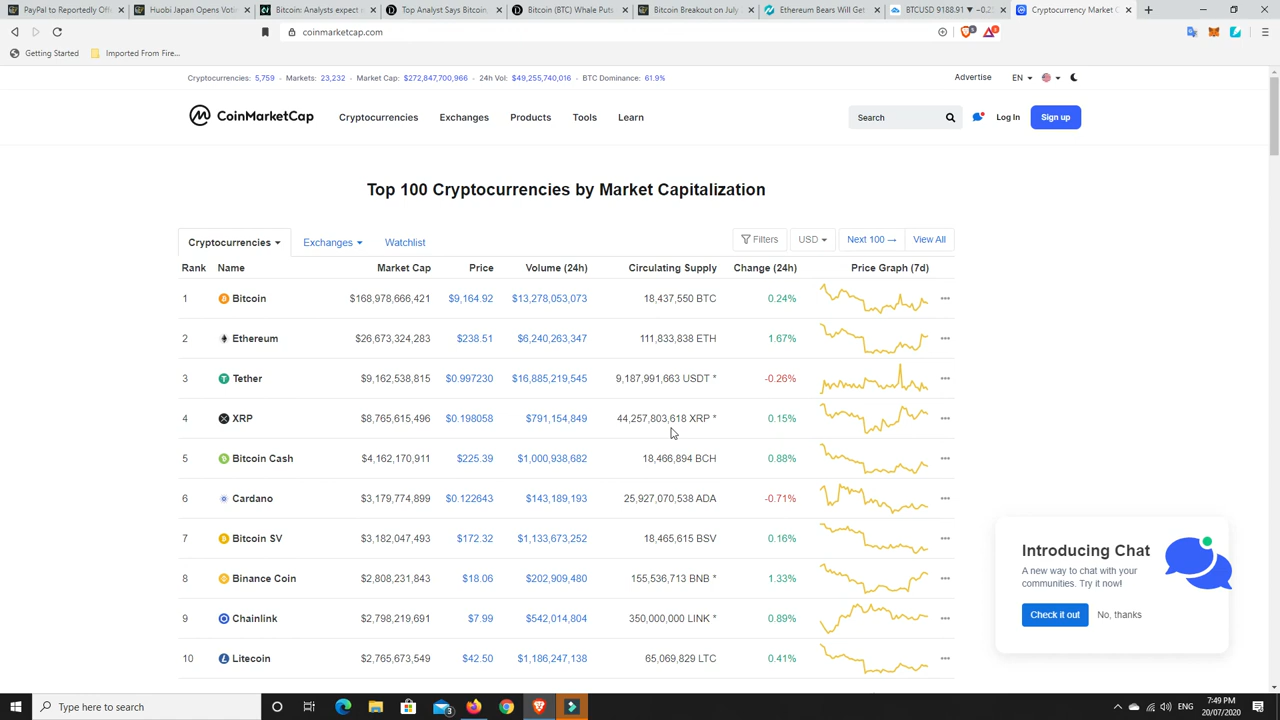 PayPal to Reportedly Off
Huobi Japan Opens Votin
Bitcoin: Analysts expect
Top Analyst Says Bitcoin
Bitcoin (BTC) Whale Puts
Bitcoin Breakout on July
Ethereum Bears Will Get
BTCUSD 9188.91 ▼ −0.2
Cryptocurrency Market C
coinmarketcap.com
Getting Started
Imported From Fire...
Cryptocurrencies: 5,759 · Markets: 23,232 · Market Cap: $272,847,700,966 · 24h Vol: $49,255,740,016 · BTC Dominance: 61.9%
Advertise
EN
CoinMarketCap
Cryptocurrencies
Exchanges
Products
Tools
Learn
Search
Log In
Sign up
Top 100 Cryptocurrencies by Market Capitalization
Cryptocurrencies
Exchanges
Watchlist
Filters
USD
Next 100 →
View All
Rank Name Market Cap Price Volume (24h) Circulating Supply Change (24h) Price Graph (7d)
1 Bitcoin $168,978,666,421 $9,164.92 $13,278,053,073 18,437,550 BTC 0.24%
2 Ethereum $26,673,324,283 $238.51 $6,240,263,347 111,833,838 ETH 1.67%
3 Tether $9,162,538,815 $0.997230 $16,885,219,545 9,187,991,663 USDT * -0.26%
4 XRP $8,765,615,496 $0.198058 $791,154,849 44,257,803,618 XRP * 0.15%
5 Bitcoin Cash $4,162,170,911 $225.39 $1,000,938,682 18,466,894 BCH 0.88%
6 Cardano $3,179,774,899 $0.122643 $143,189,193 25,927,070,538 ADA -0.71%
7 Bitcoin SV $3,182,047,493 $172.32 $1,133,673,252 18,465,615 BSV 0.16%
8 Binance Coin $2,808,231,843 $18.06 $202,909,480 155,536,713 BNB * 1.33%
9 Chainlink $2,798,219,691 $7.99 $542,014,804 350,000,000 LINK * 0.89%
10 Litecoin $2,765,673,549 $42.50 $1,186,247,138 65,069,829 LTC 0.41%
Introducing Chat
A new way to chat with your
communities. Try it now!
Check it out
No, thanks
Type here to search
ENG
7:49 PM
20/07/2020